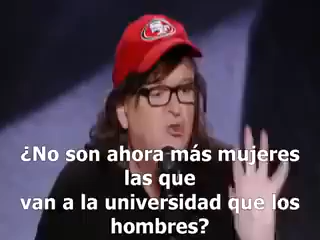 ¿No son ahora más mujeres
las que
van a la universidad que los
hombres?